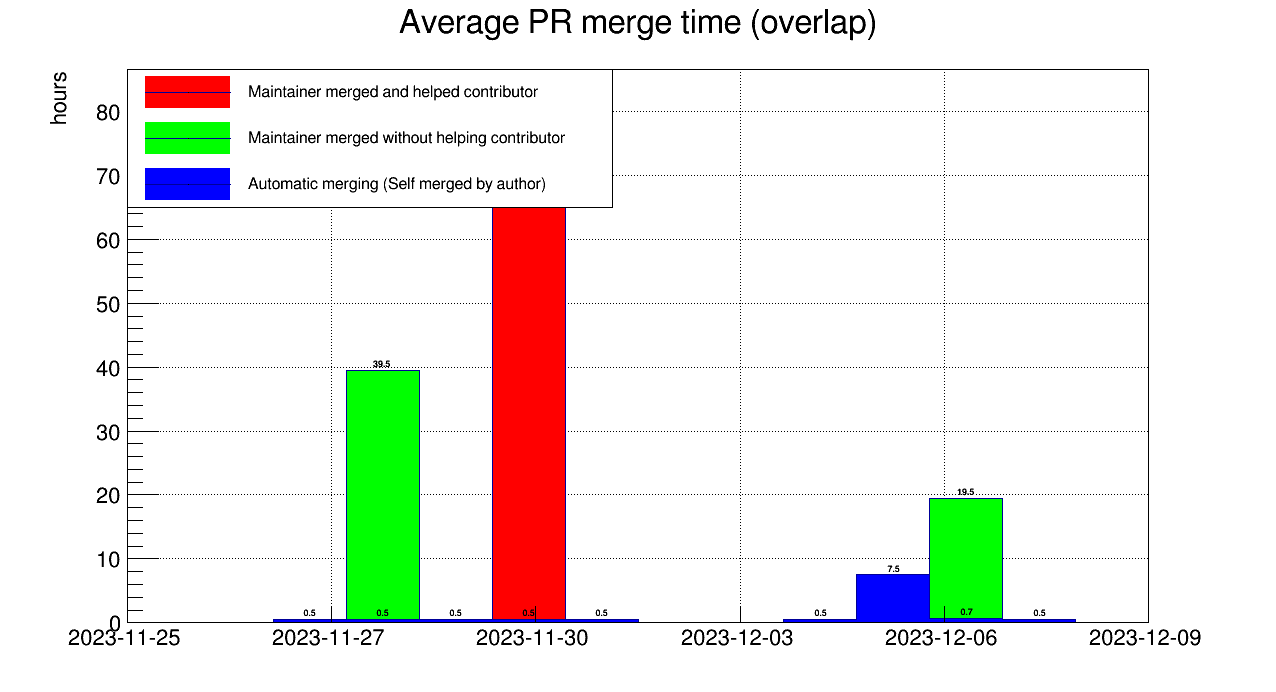 Average PR merge time (overlap)
hours
Maintainer merged and helped contributor
Maintainer merged without helping contributor
Automatic merging (Self merged by author)
80
70
60
50
40
30
20
10
0
39.5
19.5
7.5
0.5 0.5 0.5 0.5 0.5 0.5 0.7 0.5
2023-11-25 2023-11-27 2023-11-30 2023-12-03 2023-12-06 2023-12-09